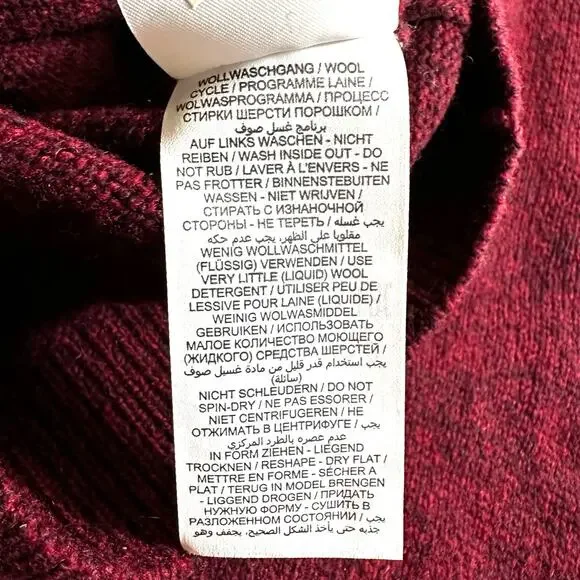 WOLLWASCHGANG / WOOL
CYCLE / PROGRAMME LAINE /
WOLWASPROGRAMMA / ПРОЦЕСС
СТИРКИ ШЕРСТИ ПОРОШКОМ /
برنامج غسل صوف
AUF LINKS WASCHEN - NICHT
REIBEN / WASH INSIDE OUT - DO
NOT RUB / LAVER À L'ENVERS - NE
PAS FROTTER / BINNENSTEBUITEN
WASSEN - NIET WRIJVEN /
СТИРАТЬ С ИЗНАНОЧНОЙ
СТОРОНЫ - НЕ ТЕРЕТЬ / يجب غسله
مقلوبا على الظهر، يجب عدم حكه
WENIG WOLLWASCHMITTEL
(FLÜSSIG) VERWENDEN / USE
VERY LITTLE (LIQUID) WOOL
DETERGENT / UTILISER PEU DE
LESSIVE POUR LAINE (LIQUIDE) /
WEINIG WOLWASMIDDEL
GEBRUIKEN / ИСПОЛЬЗОВАТЬ
МАЛОЕ КОЛИЧЕСТВО МОЮЩЕГО
(ЖИДКОГО) СРЕДСТВА ШЕРСТЕЙ /
يجب استخدام قدر قليل من مادة غسيل صوف
(سائلة)
NICHT SCHLEUDERN / DO NOT
SPIN-DRY / NE PAS ESSORER /
NIET CENTRIFUGEREN / НЕ
ОТЖИМАТЬ В ЦЕНТРИФУГЕ / يجب
عدم عصره بالطرد المركزي
IN FORM ZIEHEN - LIEGEND
TROCKNEN / RESHAPE - DRY FLAT /
METTRE EN FORME - SÉCHER À
PLAT / TERUG IN MODEL BRENGEN
- LIGGEND DROGEN / ПРИДАТЬ
НУЖНУЮ ФОРМУ - СУШИТЬ В
РАЗЛОЖЕННОМ СОСТОЯНИИ / يجب
جذبه حتى يأخذ الشكل الصحيح. يجفف وهو